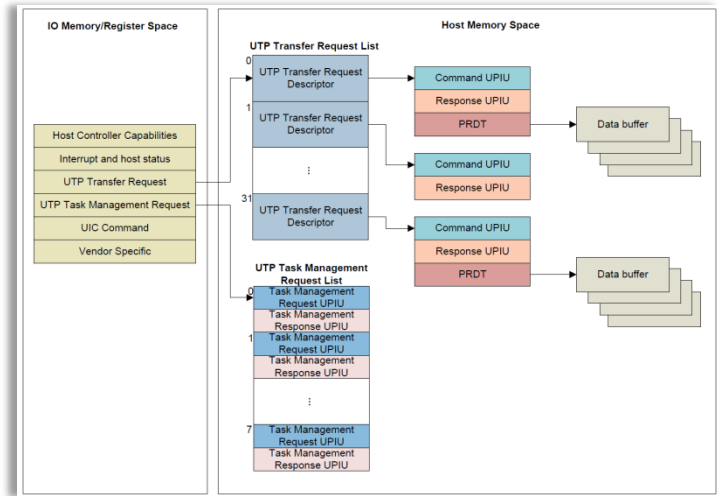 IO Memory/Register Space
Host Controller Capabilities
Interrupt and host status
UTP Transfer Request
UTP Task Management Request
UIC Command
Vendor Specific
Host Memory Space
UTP Transfer Request List
0
UTP Transfer Request
Descriptor
1
UTP Transfer Request
Descriptor
⋮
31
UTP Transfer Request
Descriptor
Command UPIU
Response UPIU
PRDT
Data buffer
Command UPIU
Response UPIU
Command UPIU
Response UPIU
PRDT
Data buffer
UTP Task Management
Request List
0
Task Management
Request UPIU
Task Management
Response UPIU
1
Task Management
Request UPIU
Task Management
Response UPIU
⋮
7
Task Management
Request UPIU
Task Management
Response UPIU